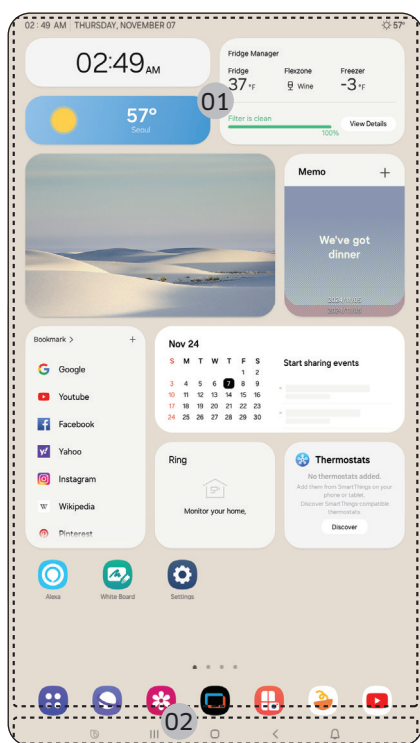 02 : 49 AM THURSDAY, NOVEMBER 07 57°
02:49 AM
57°
Seoul
Fridge Manager
Fridge Flexzone Freezer
37 °F Wine -3 °F
Filter is clean
100%
View Details
01
Memo +
We've got
dinner
2024/11/05
Bookmark > +
Google
Youtube
Facebook
Yahoo
Instagram
W Wikipedia
Pinterest
Nov 24
S M T W T F S
1 2
3 4 5 6 7 8 9
10 11 12 13 14 15 16
17 18 19 20 21 22 23
24 25 26 27 28 29 30
Start sharing events
Ring
Monitor your home,
Thermostats
No thermostats added.
Add them from SmartThings on your
phone or tablet.
Discover SmartThings compatible
thermostats.
Discover
Alexa White Board Settings
02